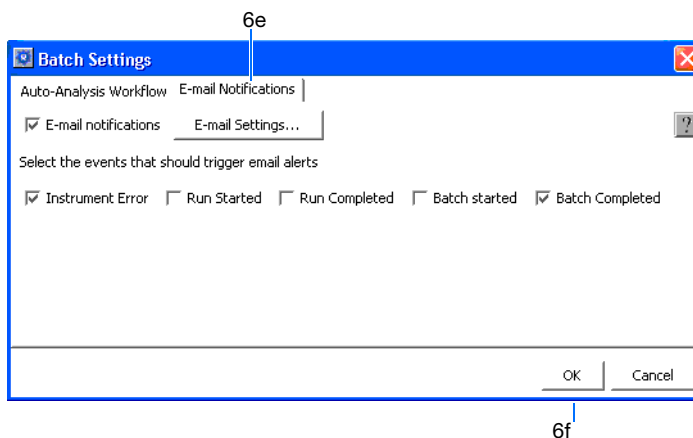 6e
Batch Settings
Auto-Analysis Workflow E-mail Notifications
E-mail notifications E-mail Settings... ?
Select the events that should trigger email alerts
Instrument Error Run Started Run Completed Batch started Batch Completed
OK Cancel
6f